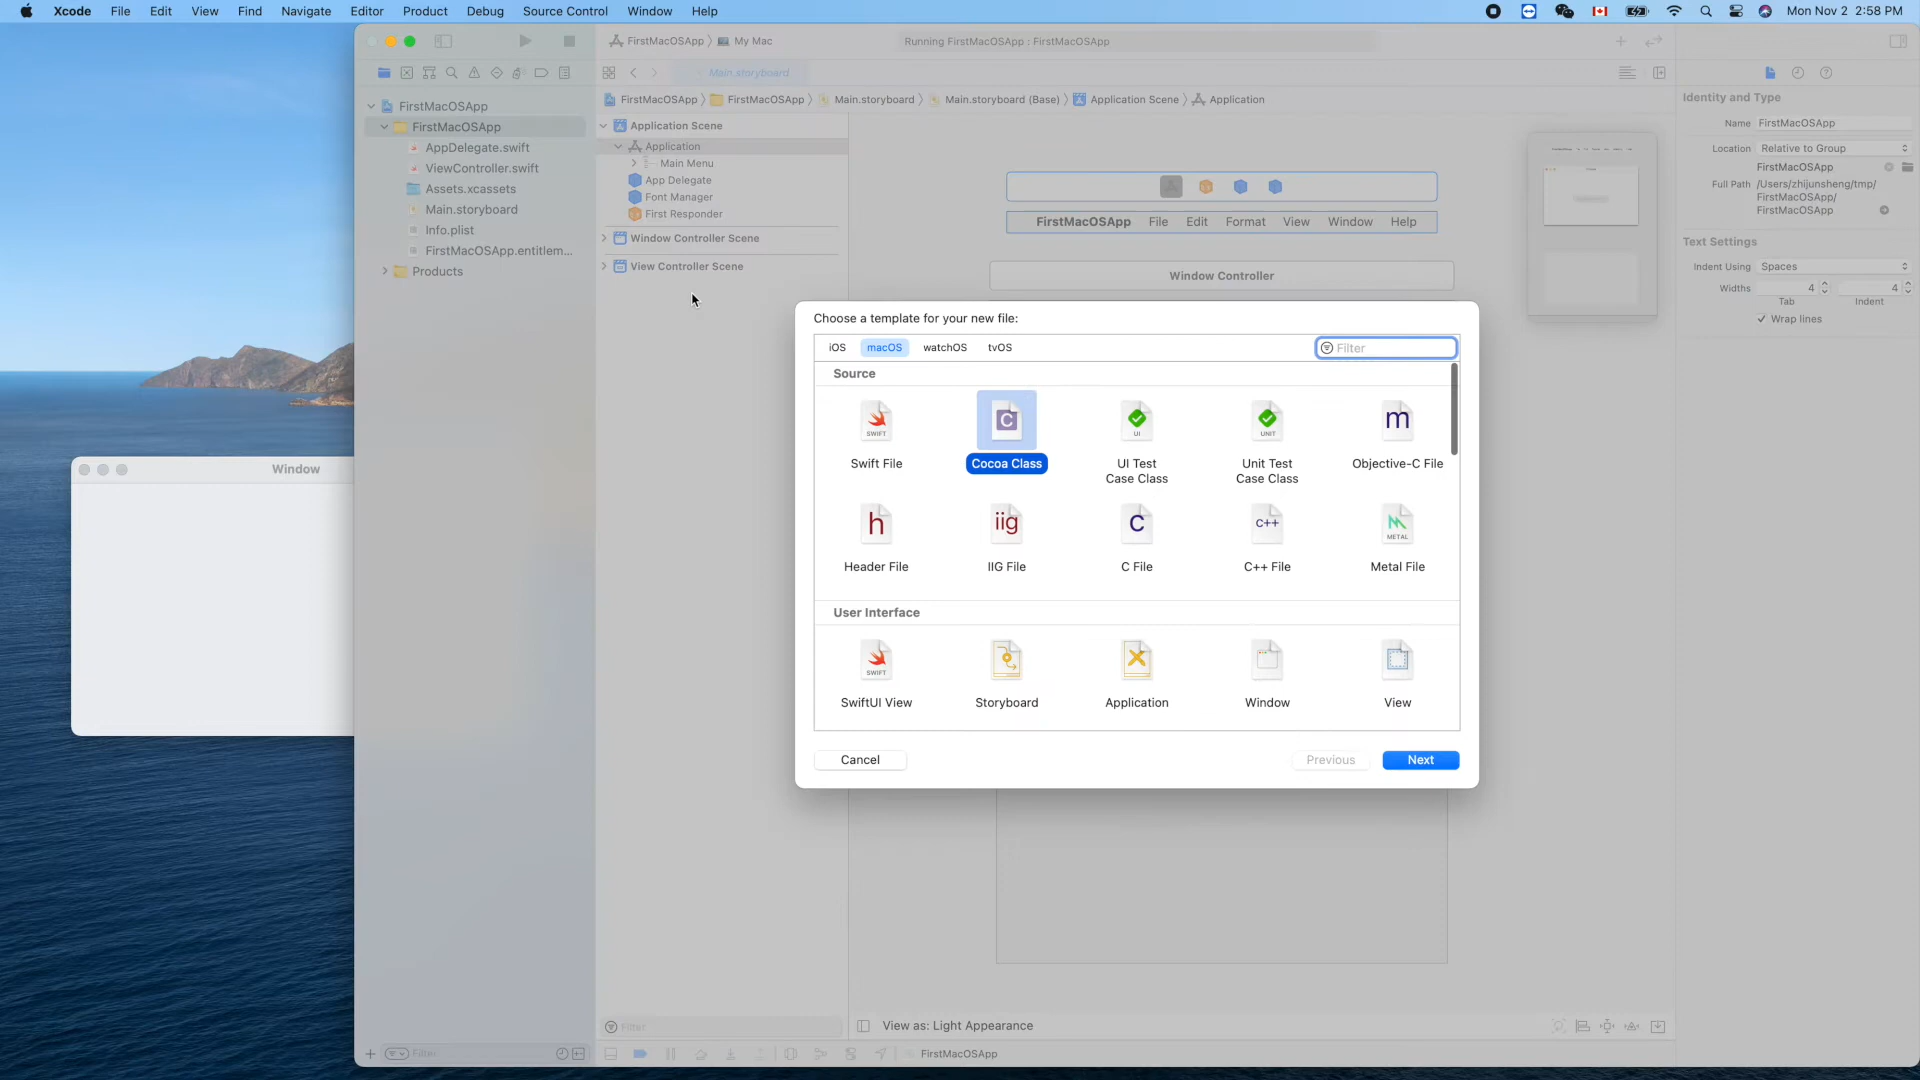 Xcode File Edit View Find Navigate Editor Product Debug Source Control Window Help Mon Nov 2 2:58 PM
FirstMacOSApp My Mac
Running FirstMacOSApp : FirstMacOSApp
Main.storyboard
FirstMacOSApp FirstMacOSApp Main.storyboard Main.storyboard (Base) Application Scene Application
FirstMacOSApp
FirstMacOSApp
AppDelegate.swift
ViewController.swift
Assets.xcassets
Main.storyboard
Info.plist
FirstMacOSApp.entitlem...
Products
Filter
Application Scene
Application
Main Menu
App Delegate
Font Manager
First Responder
Window Controller Scene
View Controller Scene
Filter
FirstMacOSApp File Edit Format View Window Help
Window Controller
Window
Choose a template for your new file:
iOS macOS watchOS tvOS
Filter
Source
SWIFT
Swift File
C
Cocoa Class
UI
UI Test
Case Class
UNIT
Unit Test
Case Class
m
Objective-C File
h
Header File
iig
IIG File
C
C File
C++
C++ File
METAL
Metal File
User Interface
SWIFT
SwiftUI View
Storyboard
Application
Window
View
Cancel
Previous
Next
View as: Light Appearance
FirstMacOSApp
Identity and Type
Name FirstMacOSApp
Location Relative to Group
FirstMacOSApp
Full Path /Users/zhijunsheng/tmp/
FirstMacOSApp/
FirstMacOSApp
Text Settings
Indent Using Spaces
Widths 4 4
Tab Indent
Wrap lines